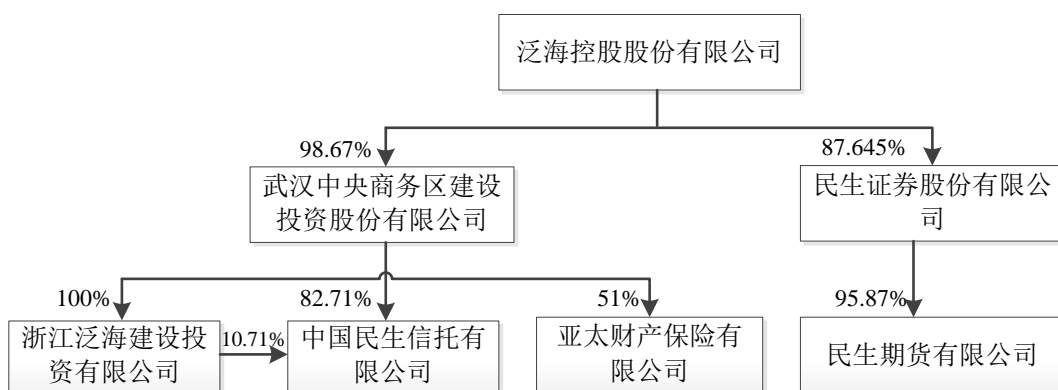 泛海控股股份有限公司
98.67%
87.645%
武汉中央商务区建设
投资股份有限公司
民生证券股份有限公
司
100%
82.71%
51%
95.87%
浙江泛海建设投
资有限公司
10.71%
中国民生信托有
限公司
亚太财产保险有
限公司
民生期货有限公司